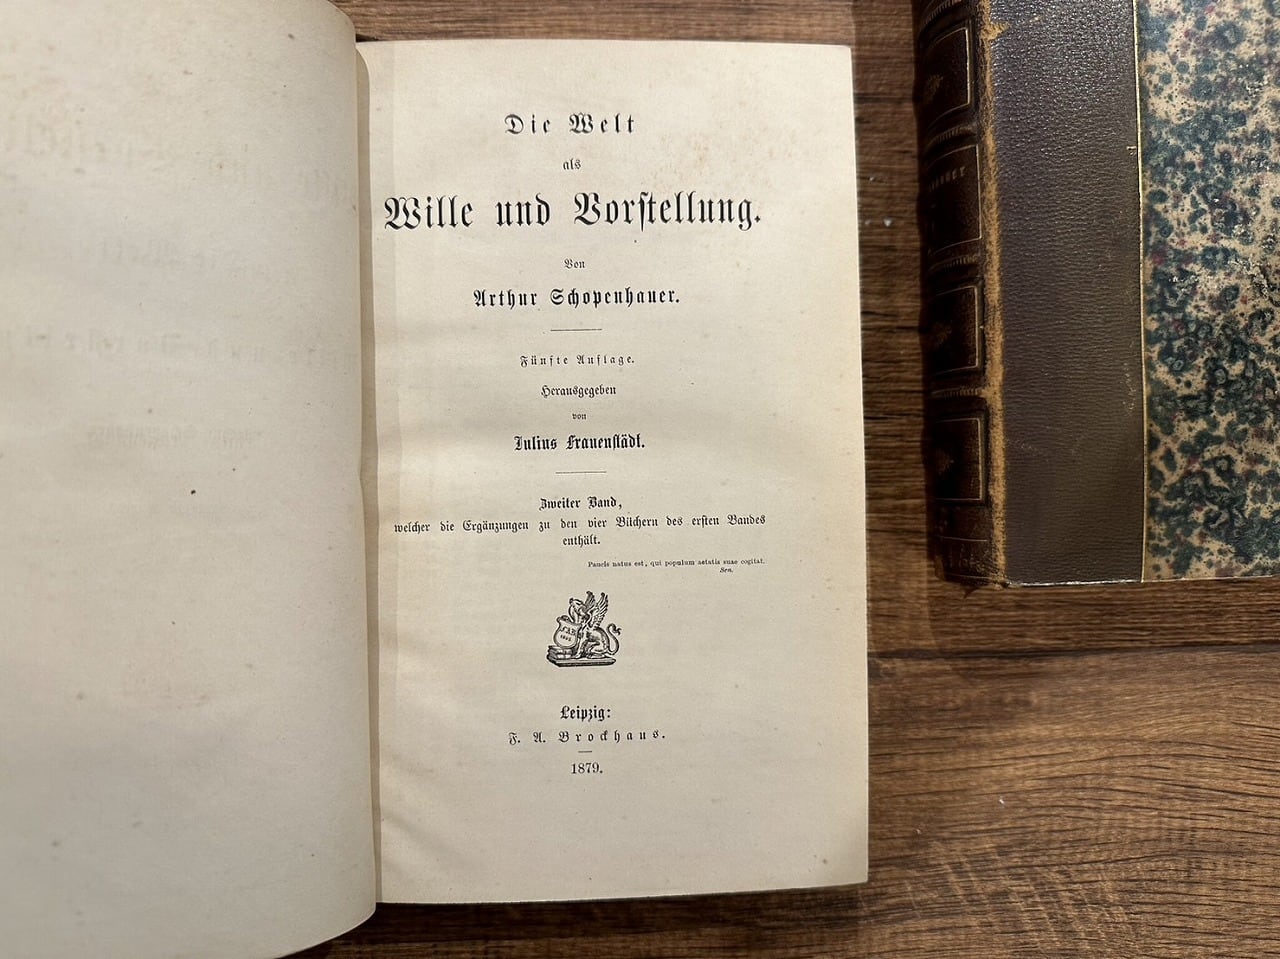 Die Welt
als
Wille und Vorſtellung.
Von
Arthur Schopenhauer.
Fünfte Auflage.
Herausgegeben
von
Julius Frauenſtädt.
Zweiter Band,
welcher die Ergänzungen zu den vier Büchern des erſten Bandes
enthält.
Paucis natus est, qui populum aetatis suae cogitat.
Sen.
Leipzig:
F. A. Brockhaus.
1879.